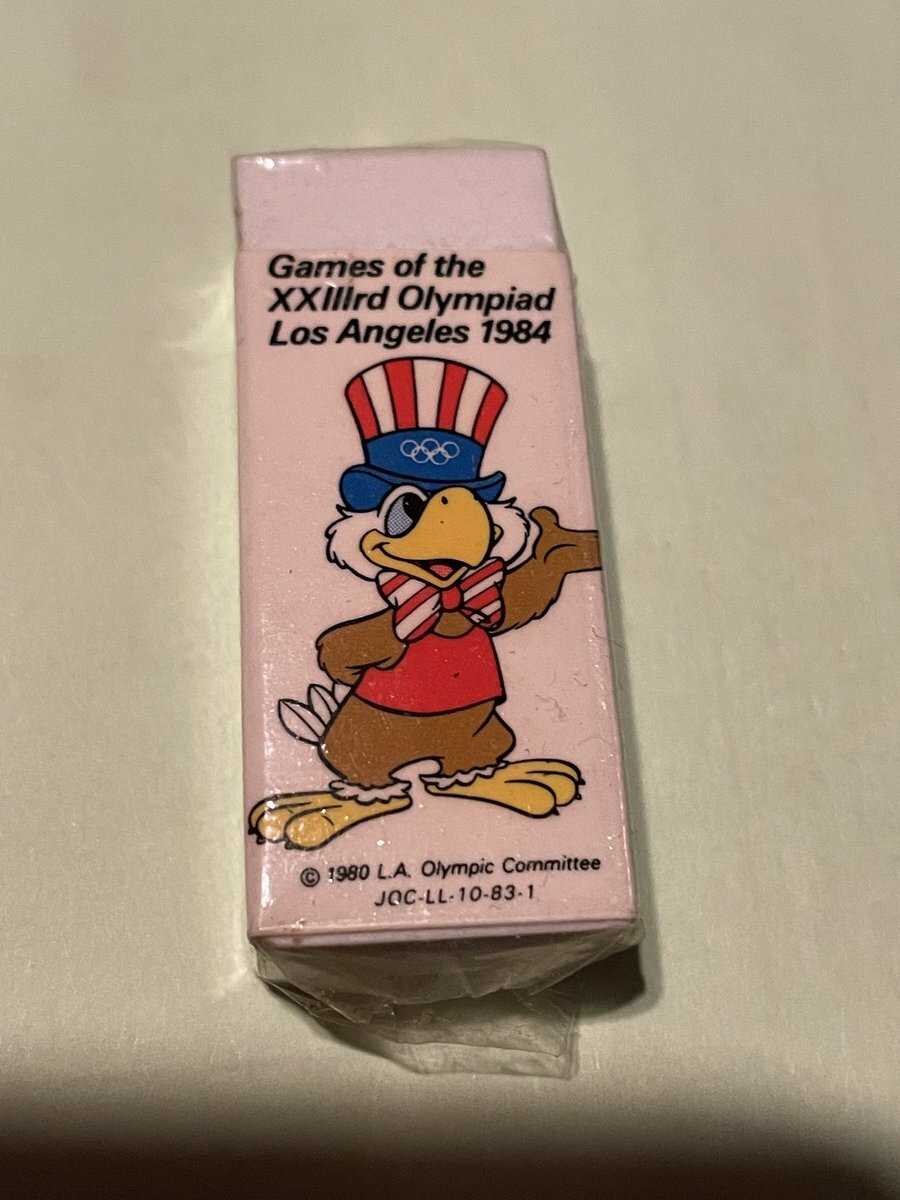 Games of the
XXIIIrd Olympiad
Los Angeles 1984
© 1980 L.A. Olympic Committee
JOC-LL-10-83-1